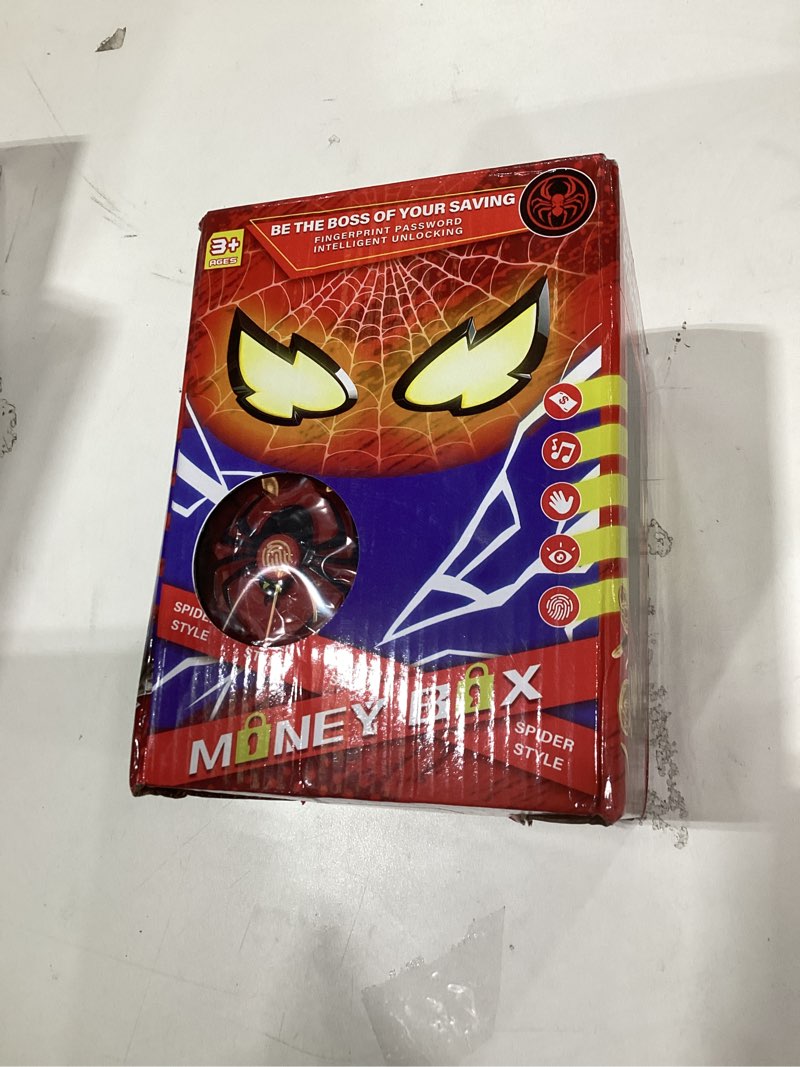 BE THE BOSS OF YOUR SAVING
FINGERPRINT PASSWORD
INTELLIGENT UNLOCKING
3+
AGES
$
SPIDER
STYLE
MONEY BOX
SPIDER
STYLE